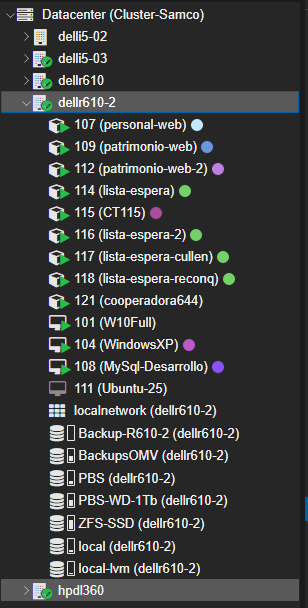 Datacenter (Cluster-Samco)
delli5-02
delli5-03
dellr610
dellr610-2
107 (personal-web)
109 (patrimonio-web)
112 (patrimonio-web-2)
114 (lista-espera)
115 (CT115)
116 (lista-espera-2)
117 (lista-espera-cullen)
118 (lista-espera-reconq)
121 (cooperadora644)
101 (W10Full)
104 (WindowsXP)
108 (MySql-Desarrollo)
111 (Ubuntu-25)
localnetwork (dellr610-2)
Backup-R610-2 (dellr610-2)
BackupsOMV (dellr610-2)
PBS (dellr610-2)
PBS-WD-1Tb (dellr610-2)
ZFS-SSD (dellr610-2)
local (dellr610-2)
local-lvm (dellr610-2)
hpdl360